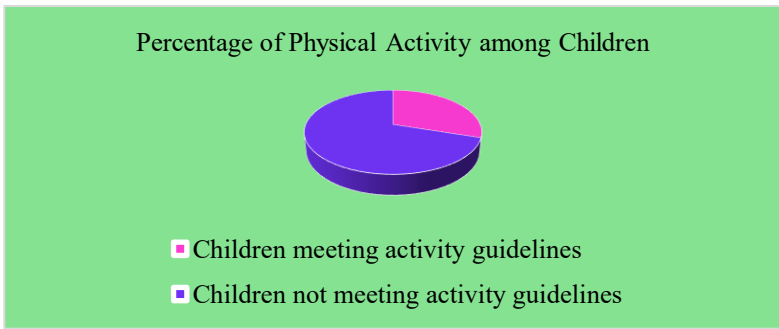 Percentage of Physical Activity among Children
Children meeting activity guidelines
Children not meeting activity guidelines